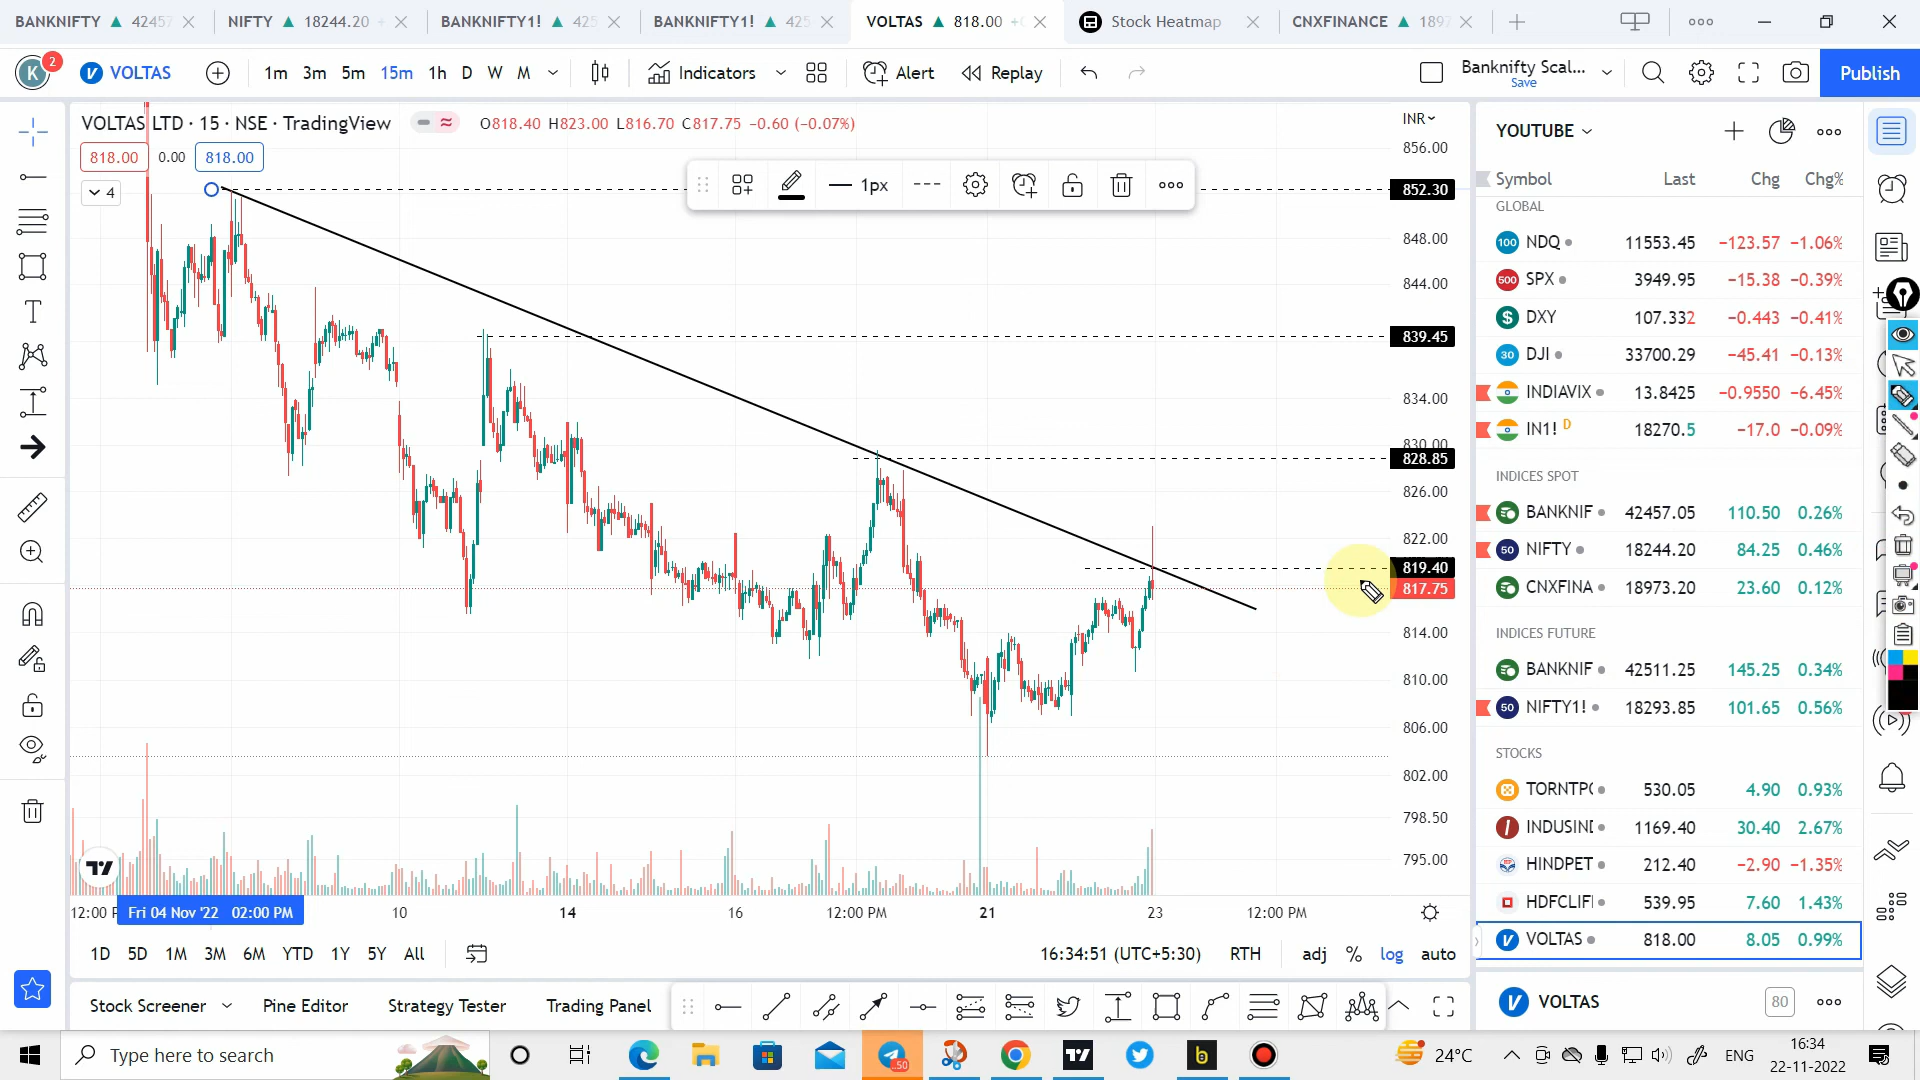 BANKNIFTY ▲ 42457
NIFTY ▲ 18244.20
BANKNIFTY1! ▲ 425
BANKNIFTY1! ▲ 425
VOLTAS ▲ 818.00
Stock Heatmap
CNXFINANCE ▲ 1897
K 2
VOLTAS
1m 3m 5m 15m 1h D W M
Indicators
Alert
Replay
Banknifty Scal...
Save
Publish
VOLTAS LTD · 15 · NSE · TradingView
O818.40 H823.00 L816.70 C817.75 −0.60 (−0.07%)
818.00 0.00 818.00
4
1px
INR
856.00
852.30
848.00
844.00
839.45
834.00
830.00
828.85
826.00
822.00
819.40
817.75
814.00
810.00
806.00
802.00
798.50
795.00
12:00 P
Fri 04 Nov '22 02:00 PM
10 14 16 12:00 PM 21 23 12:00 PM
1D 5D 1M 3M 6M YTD 1Y 5Y All
16:34:51 (UTC+5:30) RTH adj % log auto
Stock Screener Pine Editor Strategy Tester Trading Panel
YOUTUBE
Symbol Last Chg Chg%
GLOBAL
100 NDQ 11553.45 −123.57 −1.06%
500 SPX 3949.95 −15.38 −0.39%
$ DXY 107.332 −0.443 −0.41%
30 DJI 33700.29 −45.41 −0.13%
INDIAVIX 13.8425 −0.9550 −6.45%
IN1! D 18270.5 −17.0 −0.09%
INDICES SPOT
BANKNIF 42457.05 110.50 0.26%
50 NIFTY 18244.20 84.25 0.46%
CNXFINA 18973.20 23.60 0.12%
INDICES FUTURE
BANKNIF 42511.25 145.25 0.34%
50 NIFTY1! 18293.85 101.65 0.56%
STOCKS
TORNTPO 530.05 4.90 0.93%
INDUSIND 1169.40 30.40 2.67%
HINDPET 212.40 −2.90 −1.35%
HDFCLIF 539.95 7.60 1.43%
VOLTAS 818.00 8.05 0.99%
VOLTAS 80
Type here to search
50
24°C
ENG
16:34
22-11-2022